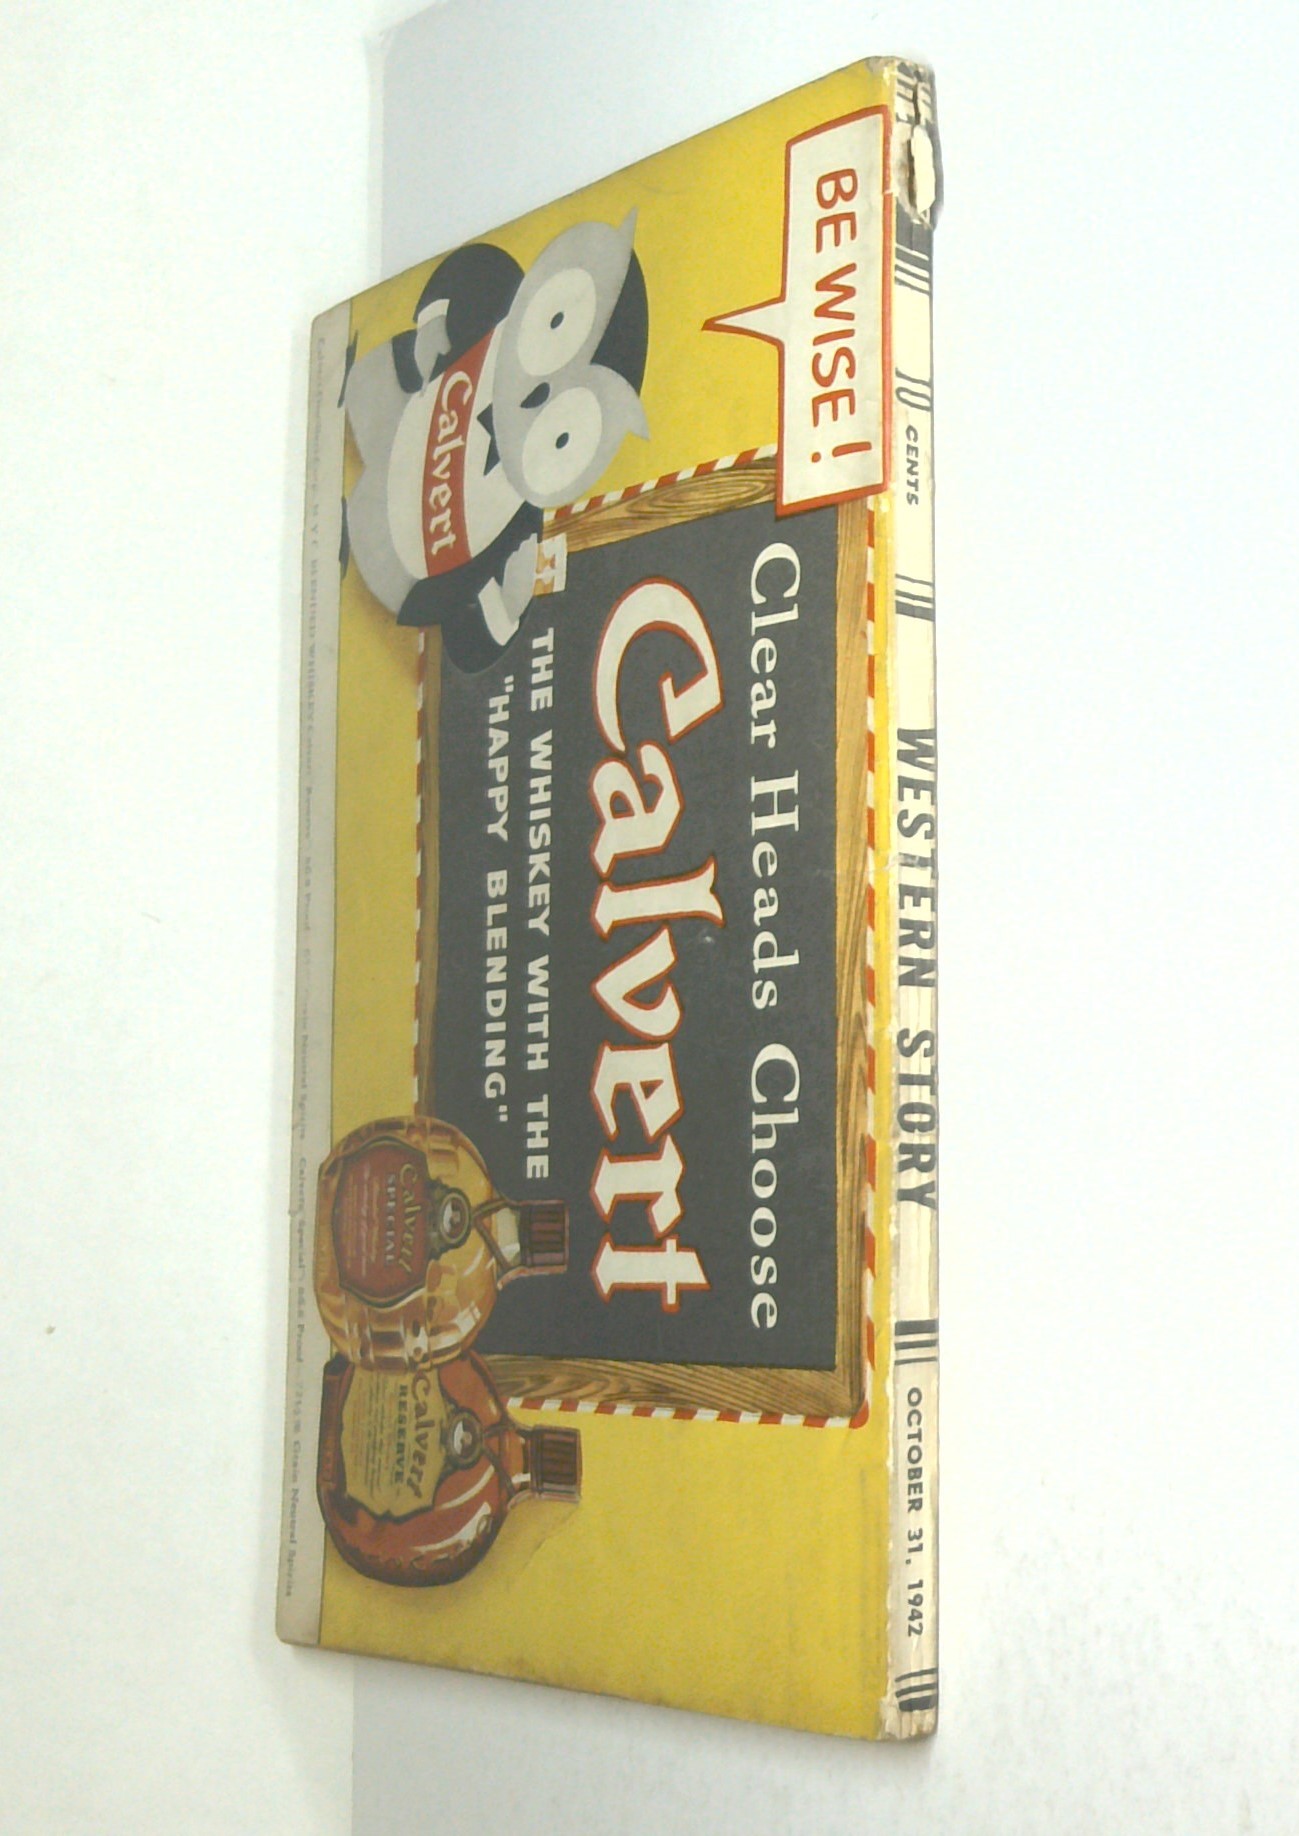 BE WISE!
Clear Heads Choose
Calvert
THE WHISKEY WITH THE
"HAPPY BLENDING"
Calvert
Calvert
SPECIAL
Calvert
RESERVE
10 CENTS
WESTERN STORY
OCTOBER 31, 1942